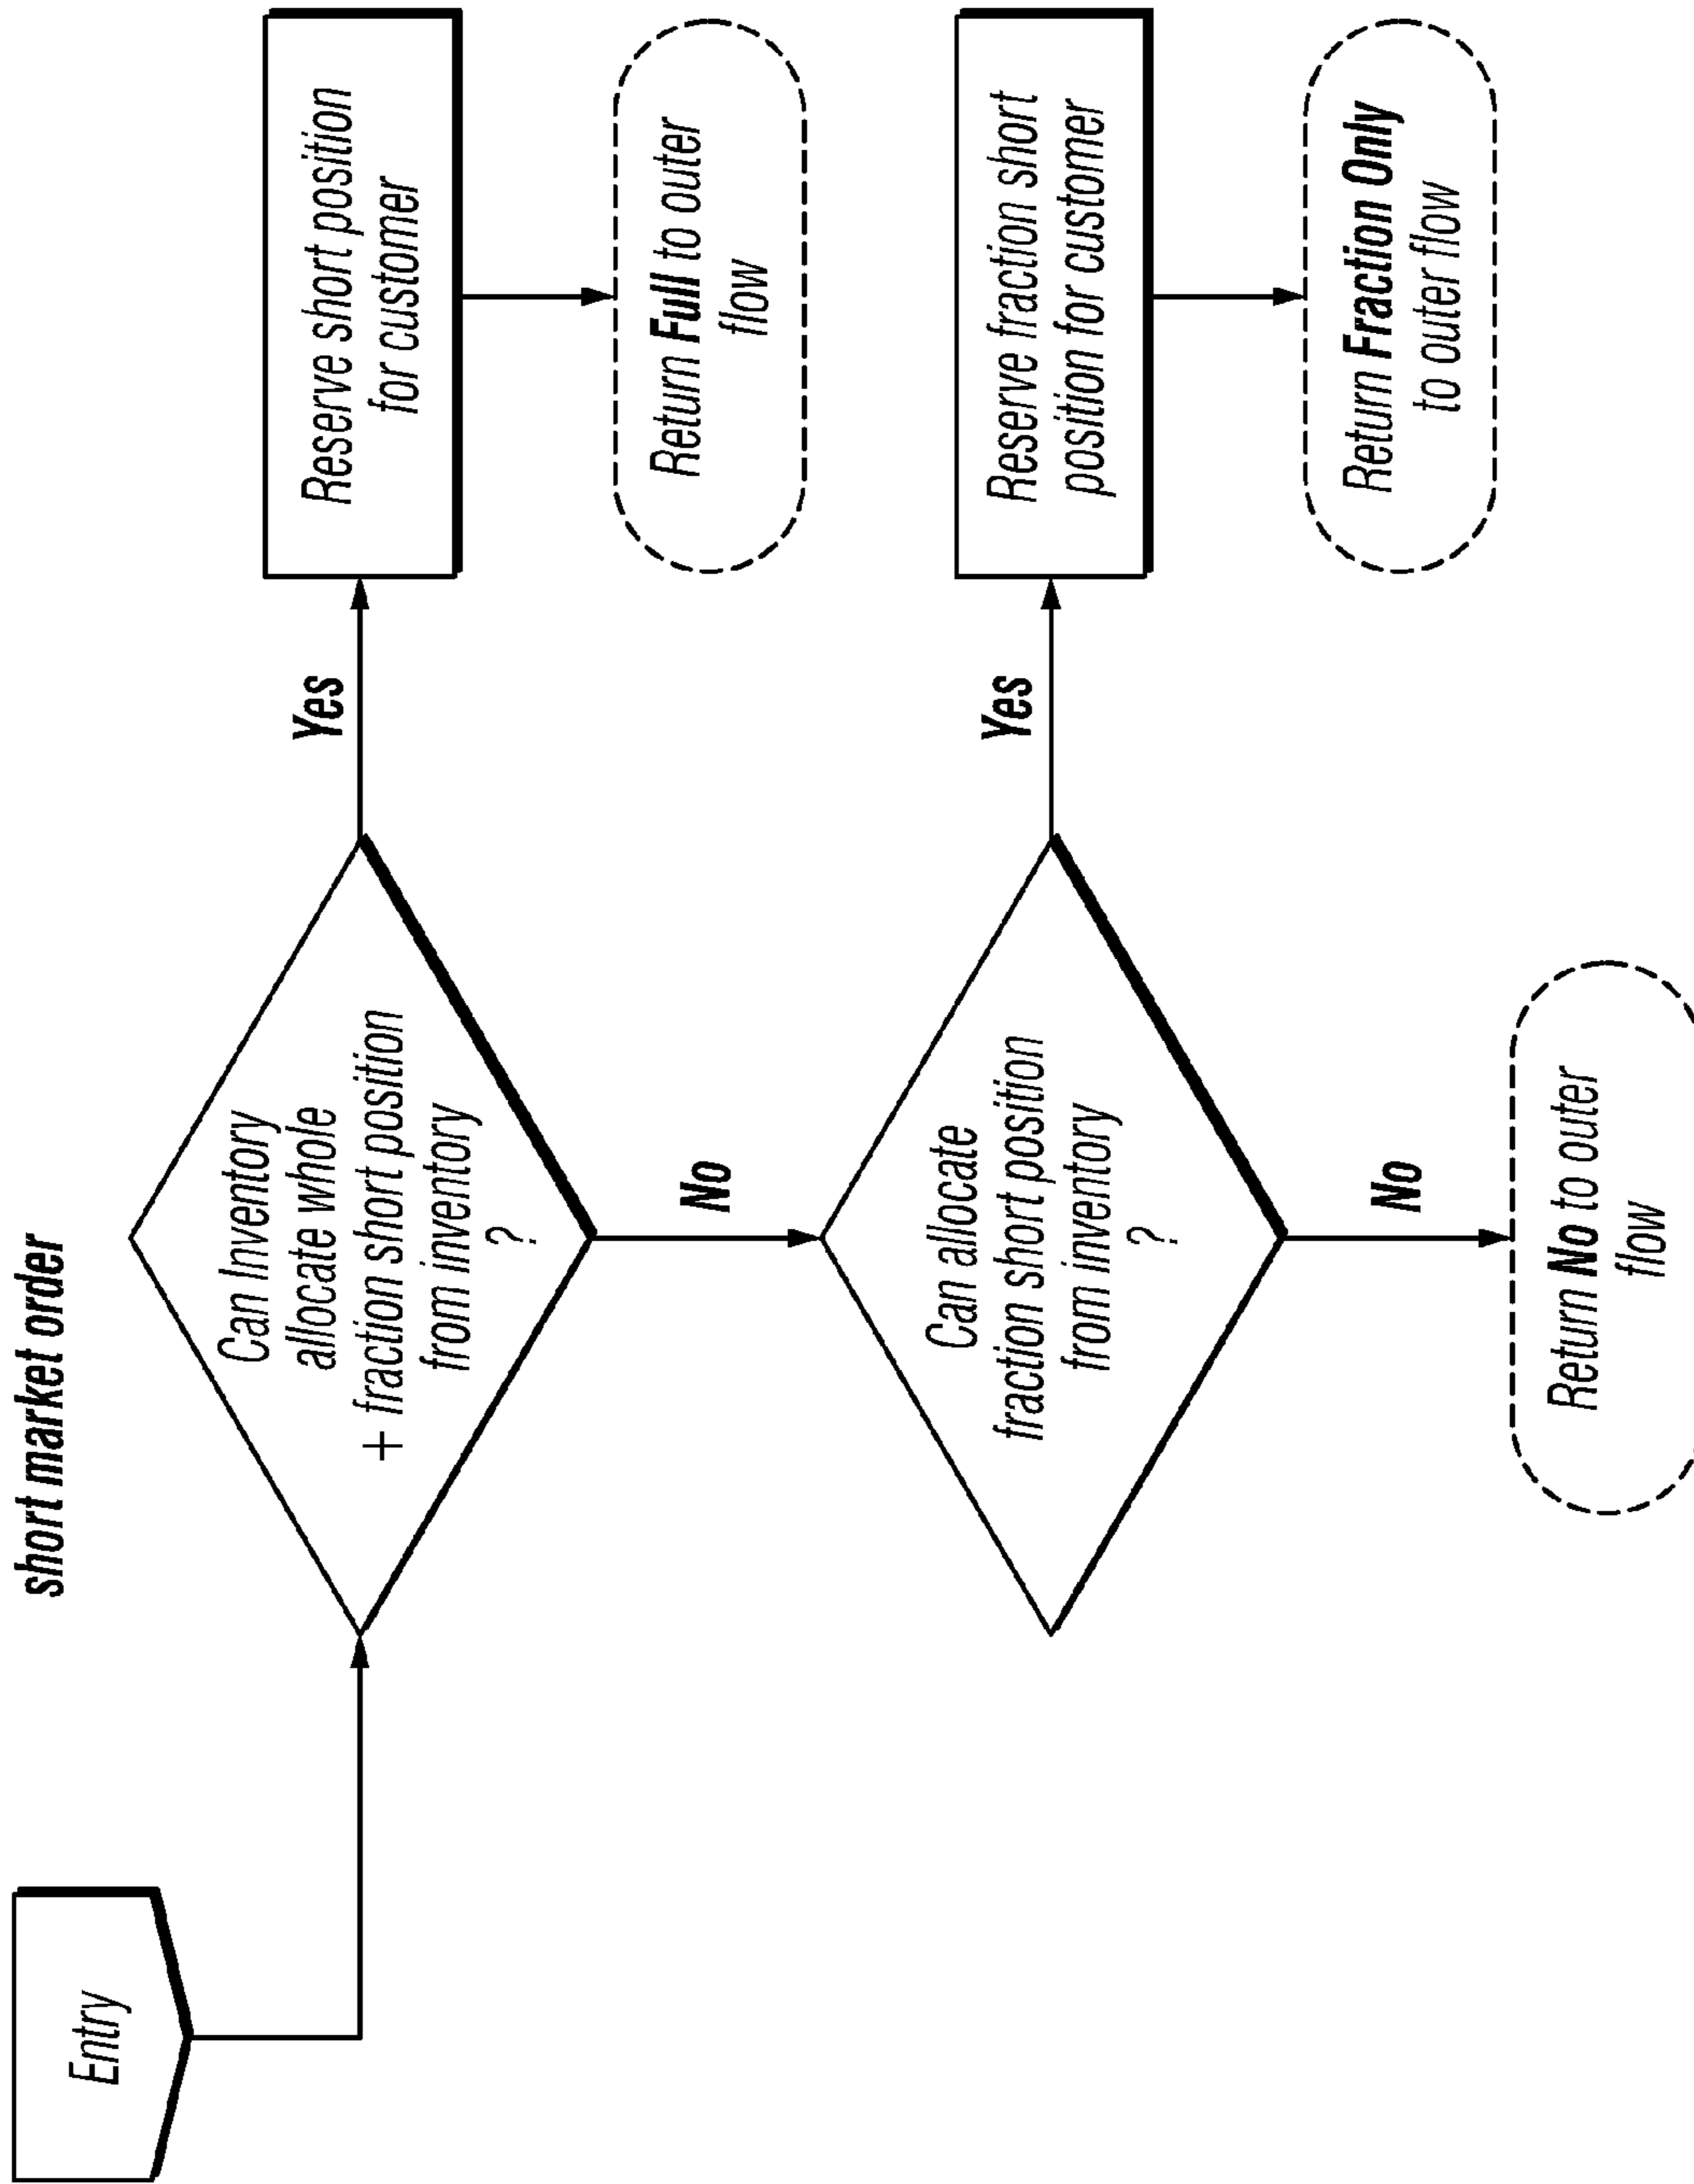 short market order
Entry
Can Inventory
allocate whole
+ fraction short position
from inventory
?
Yes
Reserve short position
for customer
Return Full to outer
flow
No
Can allocate
fraction short position
from inventory
?
Yes
Reserve fraction short
position for customer
Return Fraction Only
to outer flow
No
Return No to outer
flow